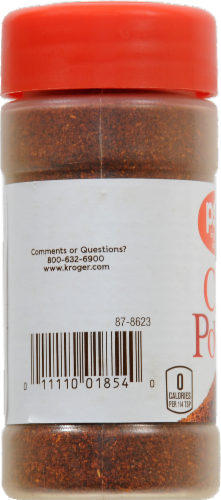 Comments or Questions?
800-632-6900
www.kroger.com
87-8623
0 11110 01854 0
0
CALORIES
PER 1/4 TSP